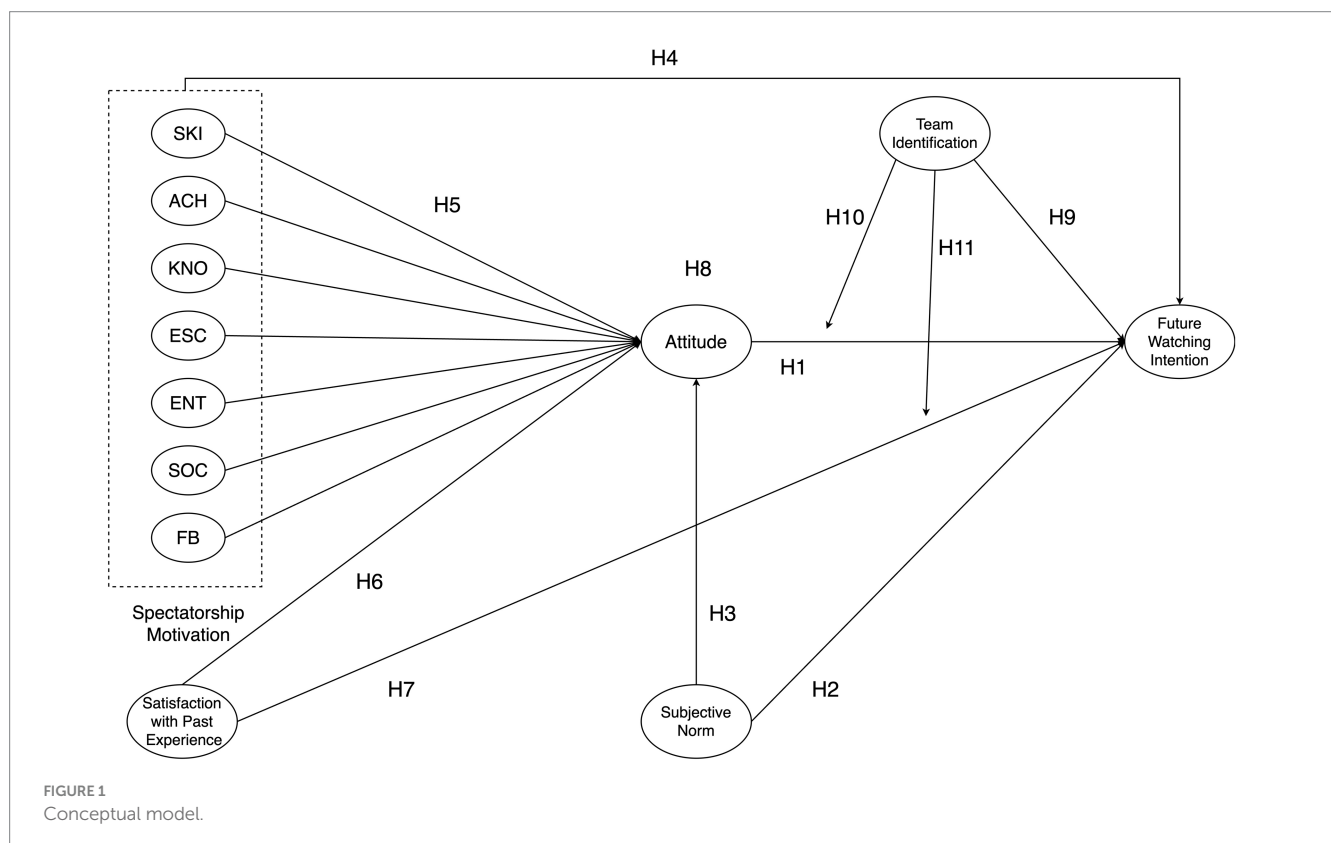 H4
SKI
ACH
KNO
ESC
ENT
SOC
FB
Spectatorship
Motivation
H5
Team
Identification
H10
H11
H9
H8
Attitude
H1
Future
Watching
Intention
H6
H3
H7
H2
Satisfaction
with Past
Experience
Subjective
Norm
FIGURE 1
Conceptual model.